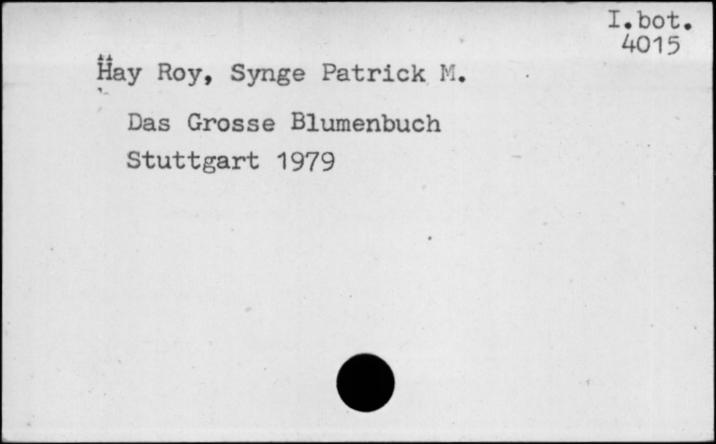 I.bot.
4015
Hay Roy, Synge Patrick M.
Das Grosse Blumenbuch
Stuttgart 1979